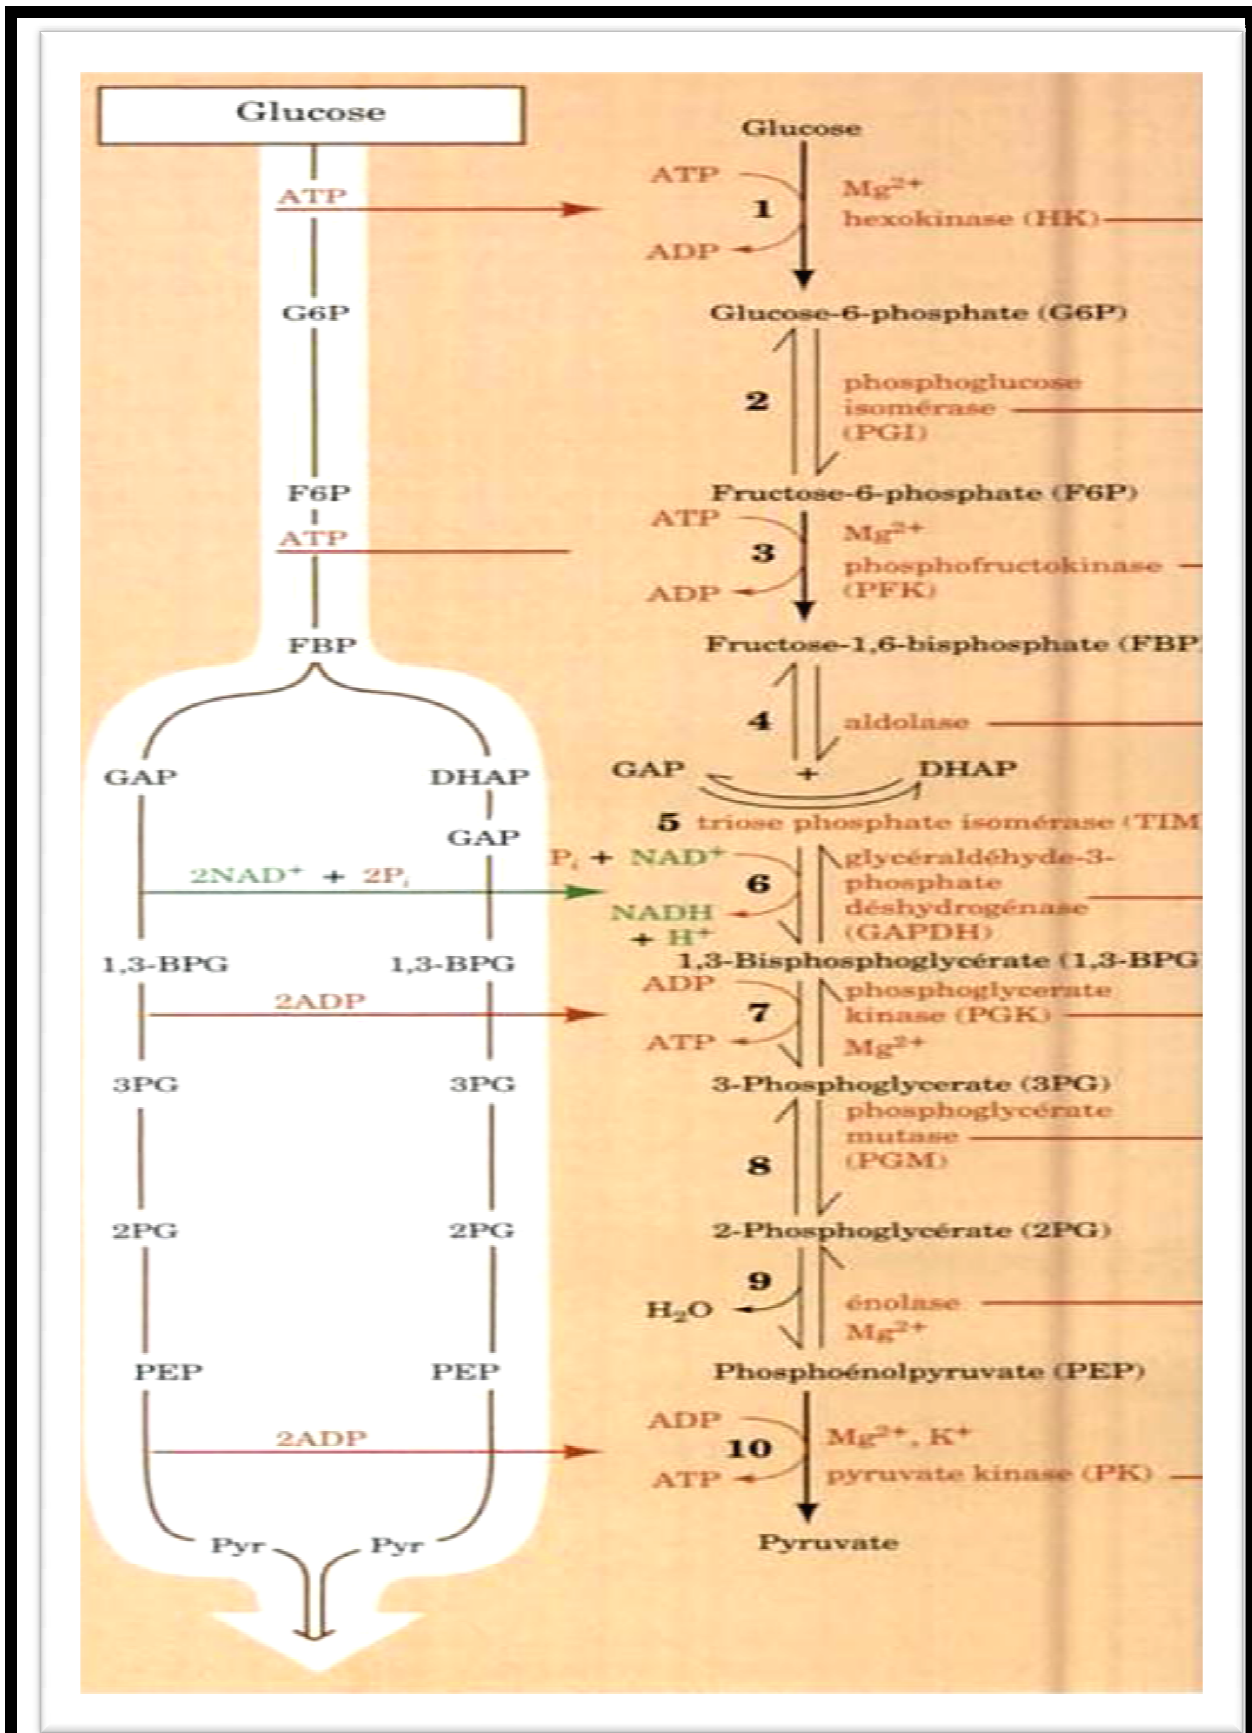 Glucose
ATP
G6P
F6P
ATP
FBP
GAP
DHAP
GAP
2NAD⁺ + 2Pᵢ
1,3-BPG
1,3-BPG
2ADP
3PG
3PG
2PG
2PG
PEP
PEP
2ADP
Pyr
Pyr
Glucose
ATP
1
ADP
Mg²⁺
hexokinase (HK)
Glucose-6-phosphate (G6P)
2
phosphoglucose
isomérase
(PGI)
Fructose-6-phosphate (F6P)
ATP
3
ADP
Mg²⁺
phosphofructokinase
(PFK)
Fructose-1,6-bisphosphate (FBP
4
aldolase
GAP
+
DHAP
5 triose phosphate isomérase (TIM
Pᵢ + NAD⁺
6
NADH
+ H⁺
glycéraldéhyde-3-
phosphate
déshydrogénase
(GAPDH)
1,3-Bisphosphoglycérate (1,3-BPG
ADP
7
ATP
phosphoglycerate
kinase (PGK)
Mg²⁺
3-Phosphoglycerate (3PG)
8
phosphoglycérate
mutase
(PGM)
2-Phosphoglycérate (2PG)
9
H₂O
énolase
Mg²⁺
Phosphoénolpyruvate (PEP)
ADP
10
ATP
Mg²⁺, K⁺
pyruvate kinase (PK)
Pyruvate